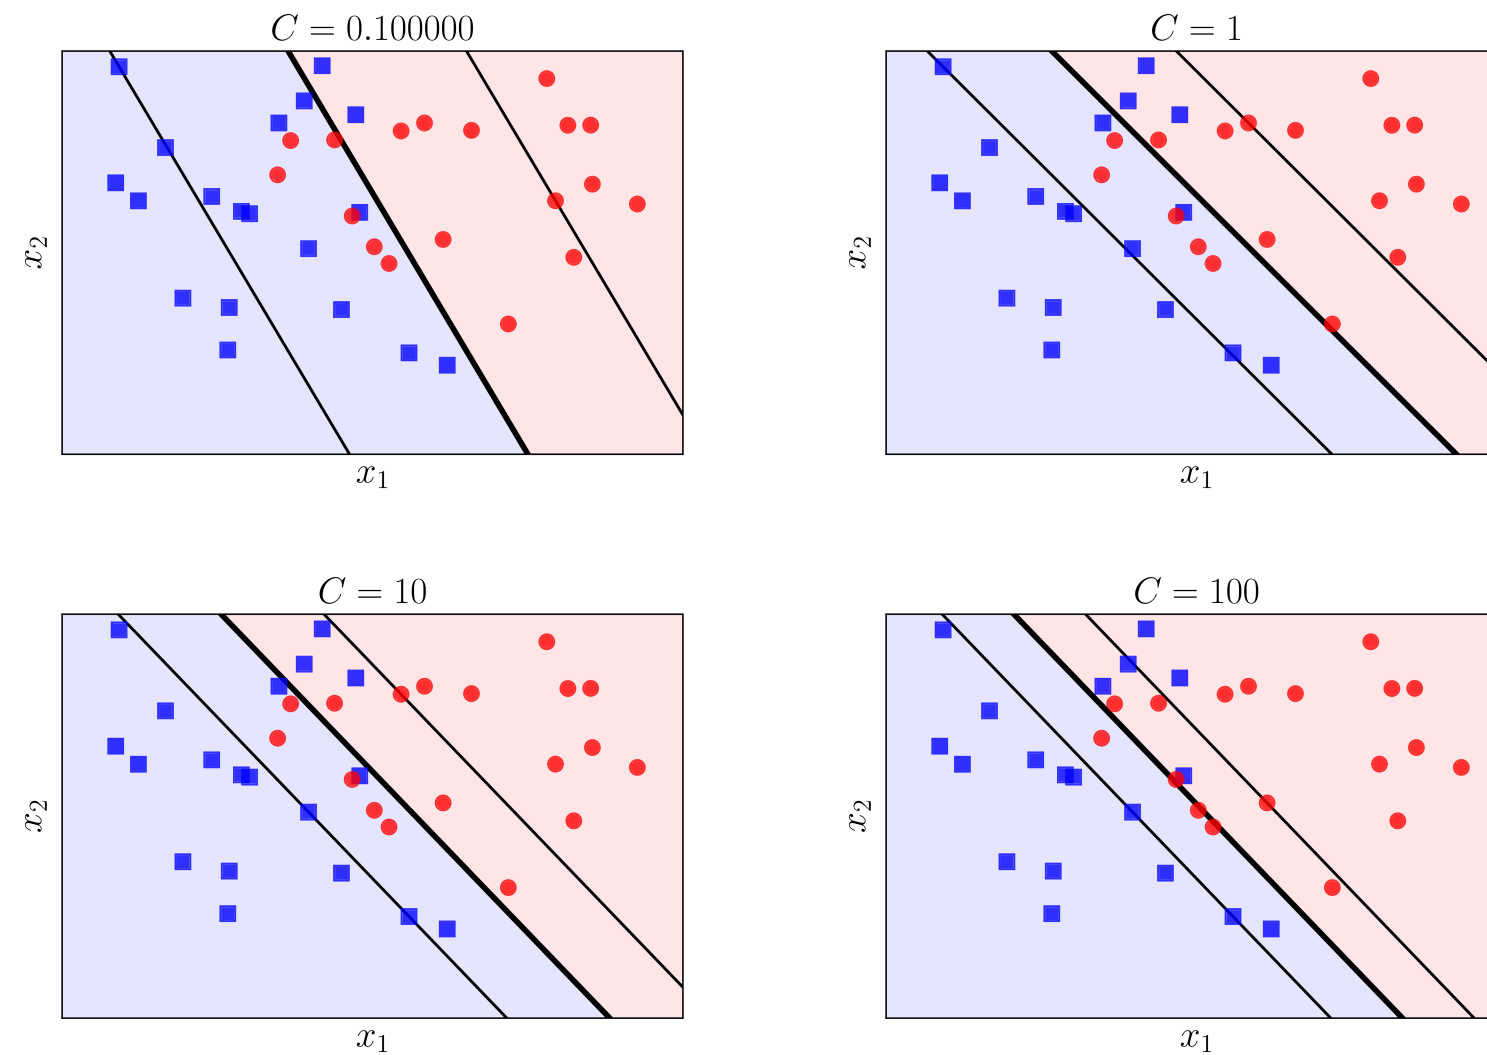 C = 0.100000
x₂
x₁
C = 1
x₂
x₁
C = 10
x₂
x₁
C = 100
x₂
x₁